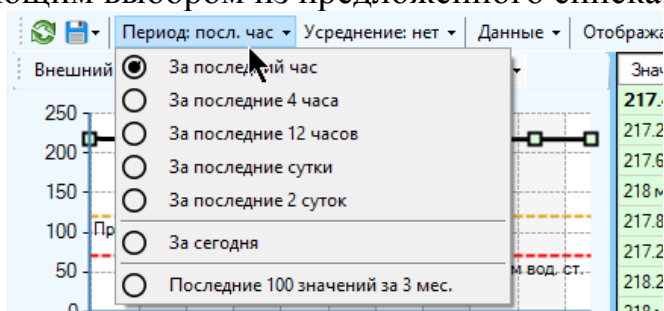 ющим выбором из предложенного списка
Период: посл. час Усреднение: нет Данные Отобража
Внешний
За последний час
За последние 4 часа
За последние 12 часов
За последние сутки
За последние 2 суток
За сегодня
Последние 100 значений за 3 мес.
250
200
150
100 Пр
50
0
м вод. ст.
Знач
217.
217.2
217.6
218 м
217.8
217.2
218.2
218